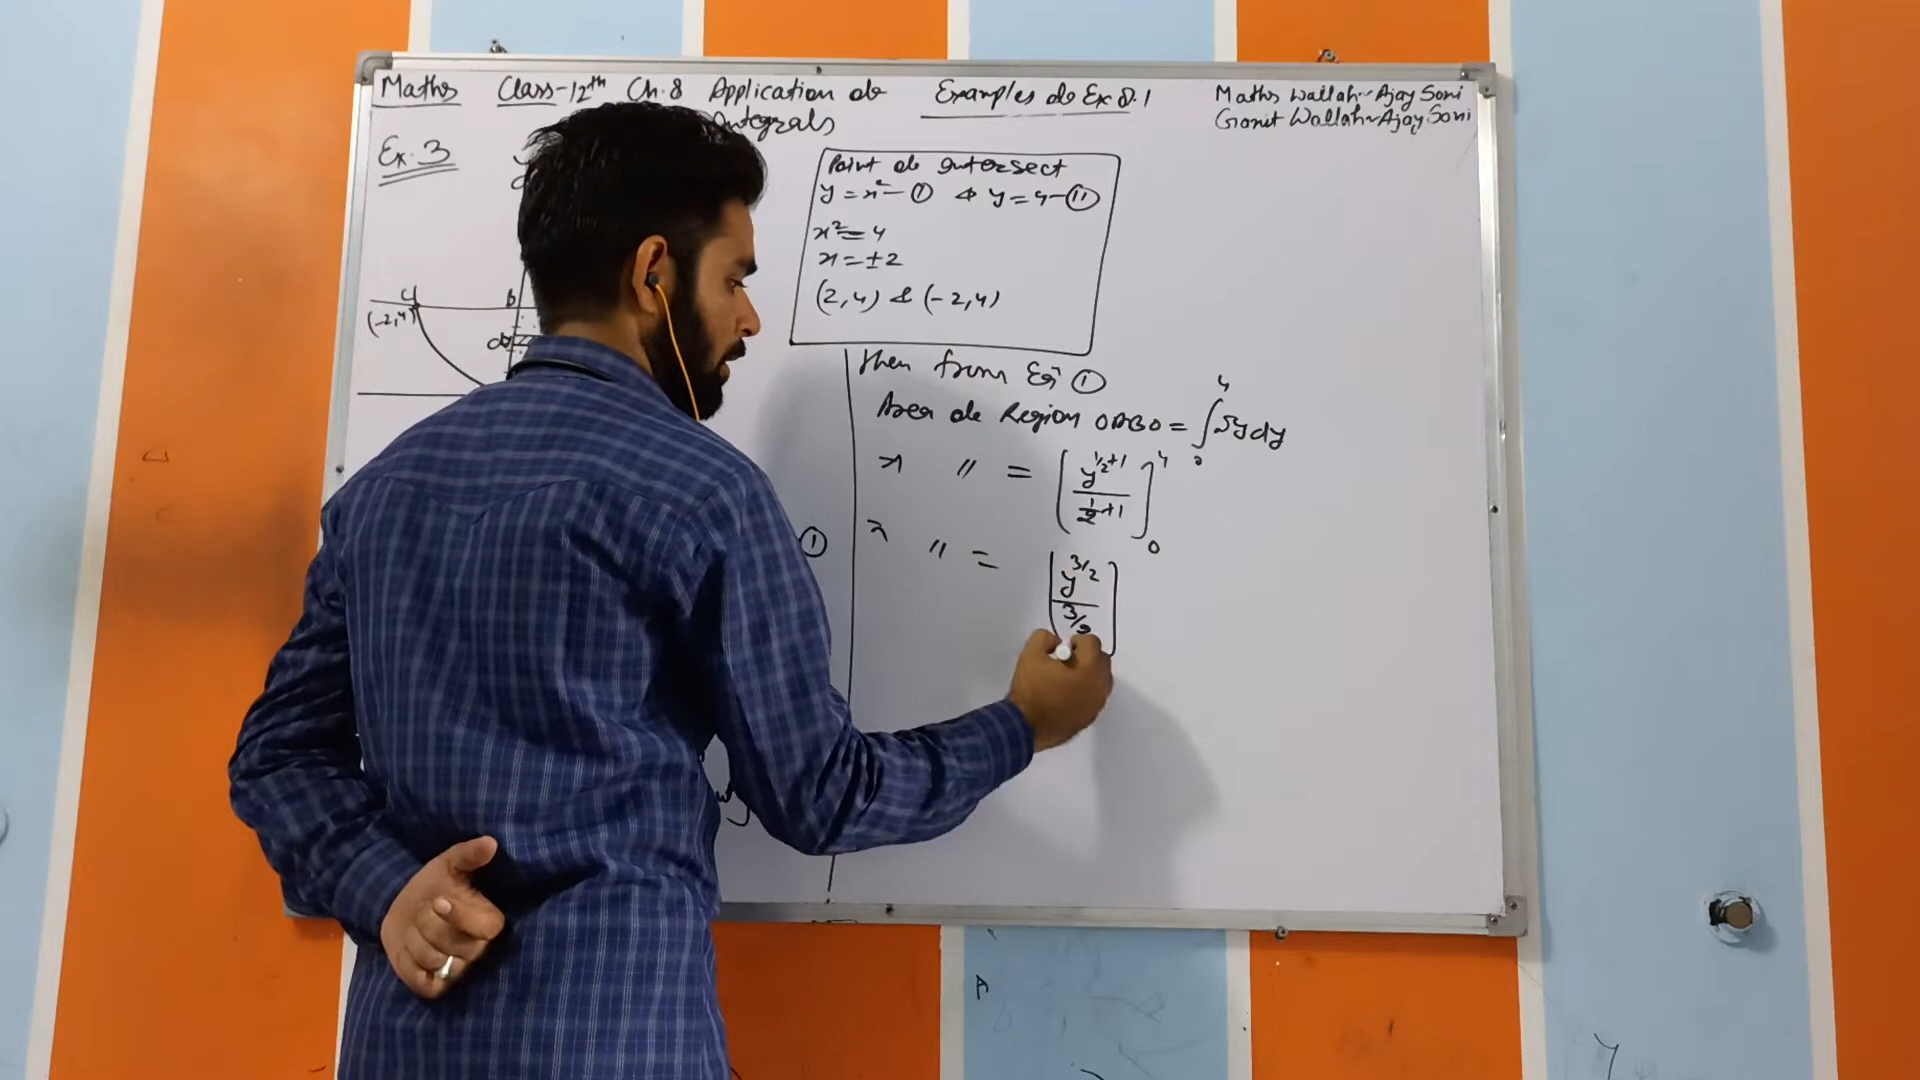 Maths Class-12th Ch.8 Application of Integrals
Examples of Ex 8.1
Maths Wallah ~ Ajay Soni
Ganit Wallah ~ Ajay Soni
Ex. 3
(-2,4)
B
dy
Point of Intersect
y = x² — ① & y = 4 — ⑪
x² = 4
x = ±2
(2,4) & (-2,4)
①
Then from Eqn ①
Area of Region OABO = ∫₀⁴ √y dy
〃 = [y^(1/2+1) / (1/2+1)]₀⁴
〃 = [y^(3/2) / (3/2)]
A